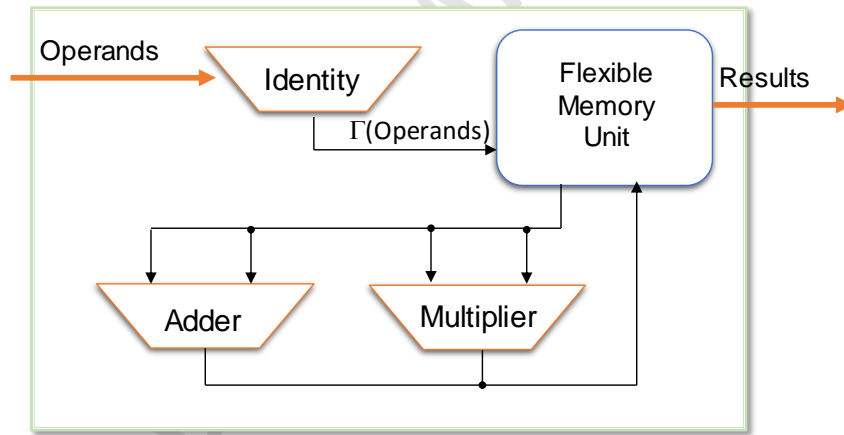 Operands
Identity
Γ(Operands)
Flexible
Memory
Unit
Results
Adder
Multiplier